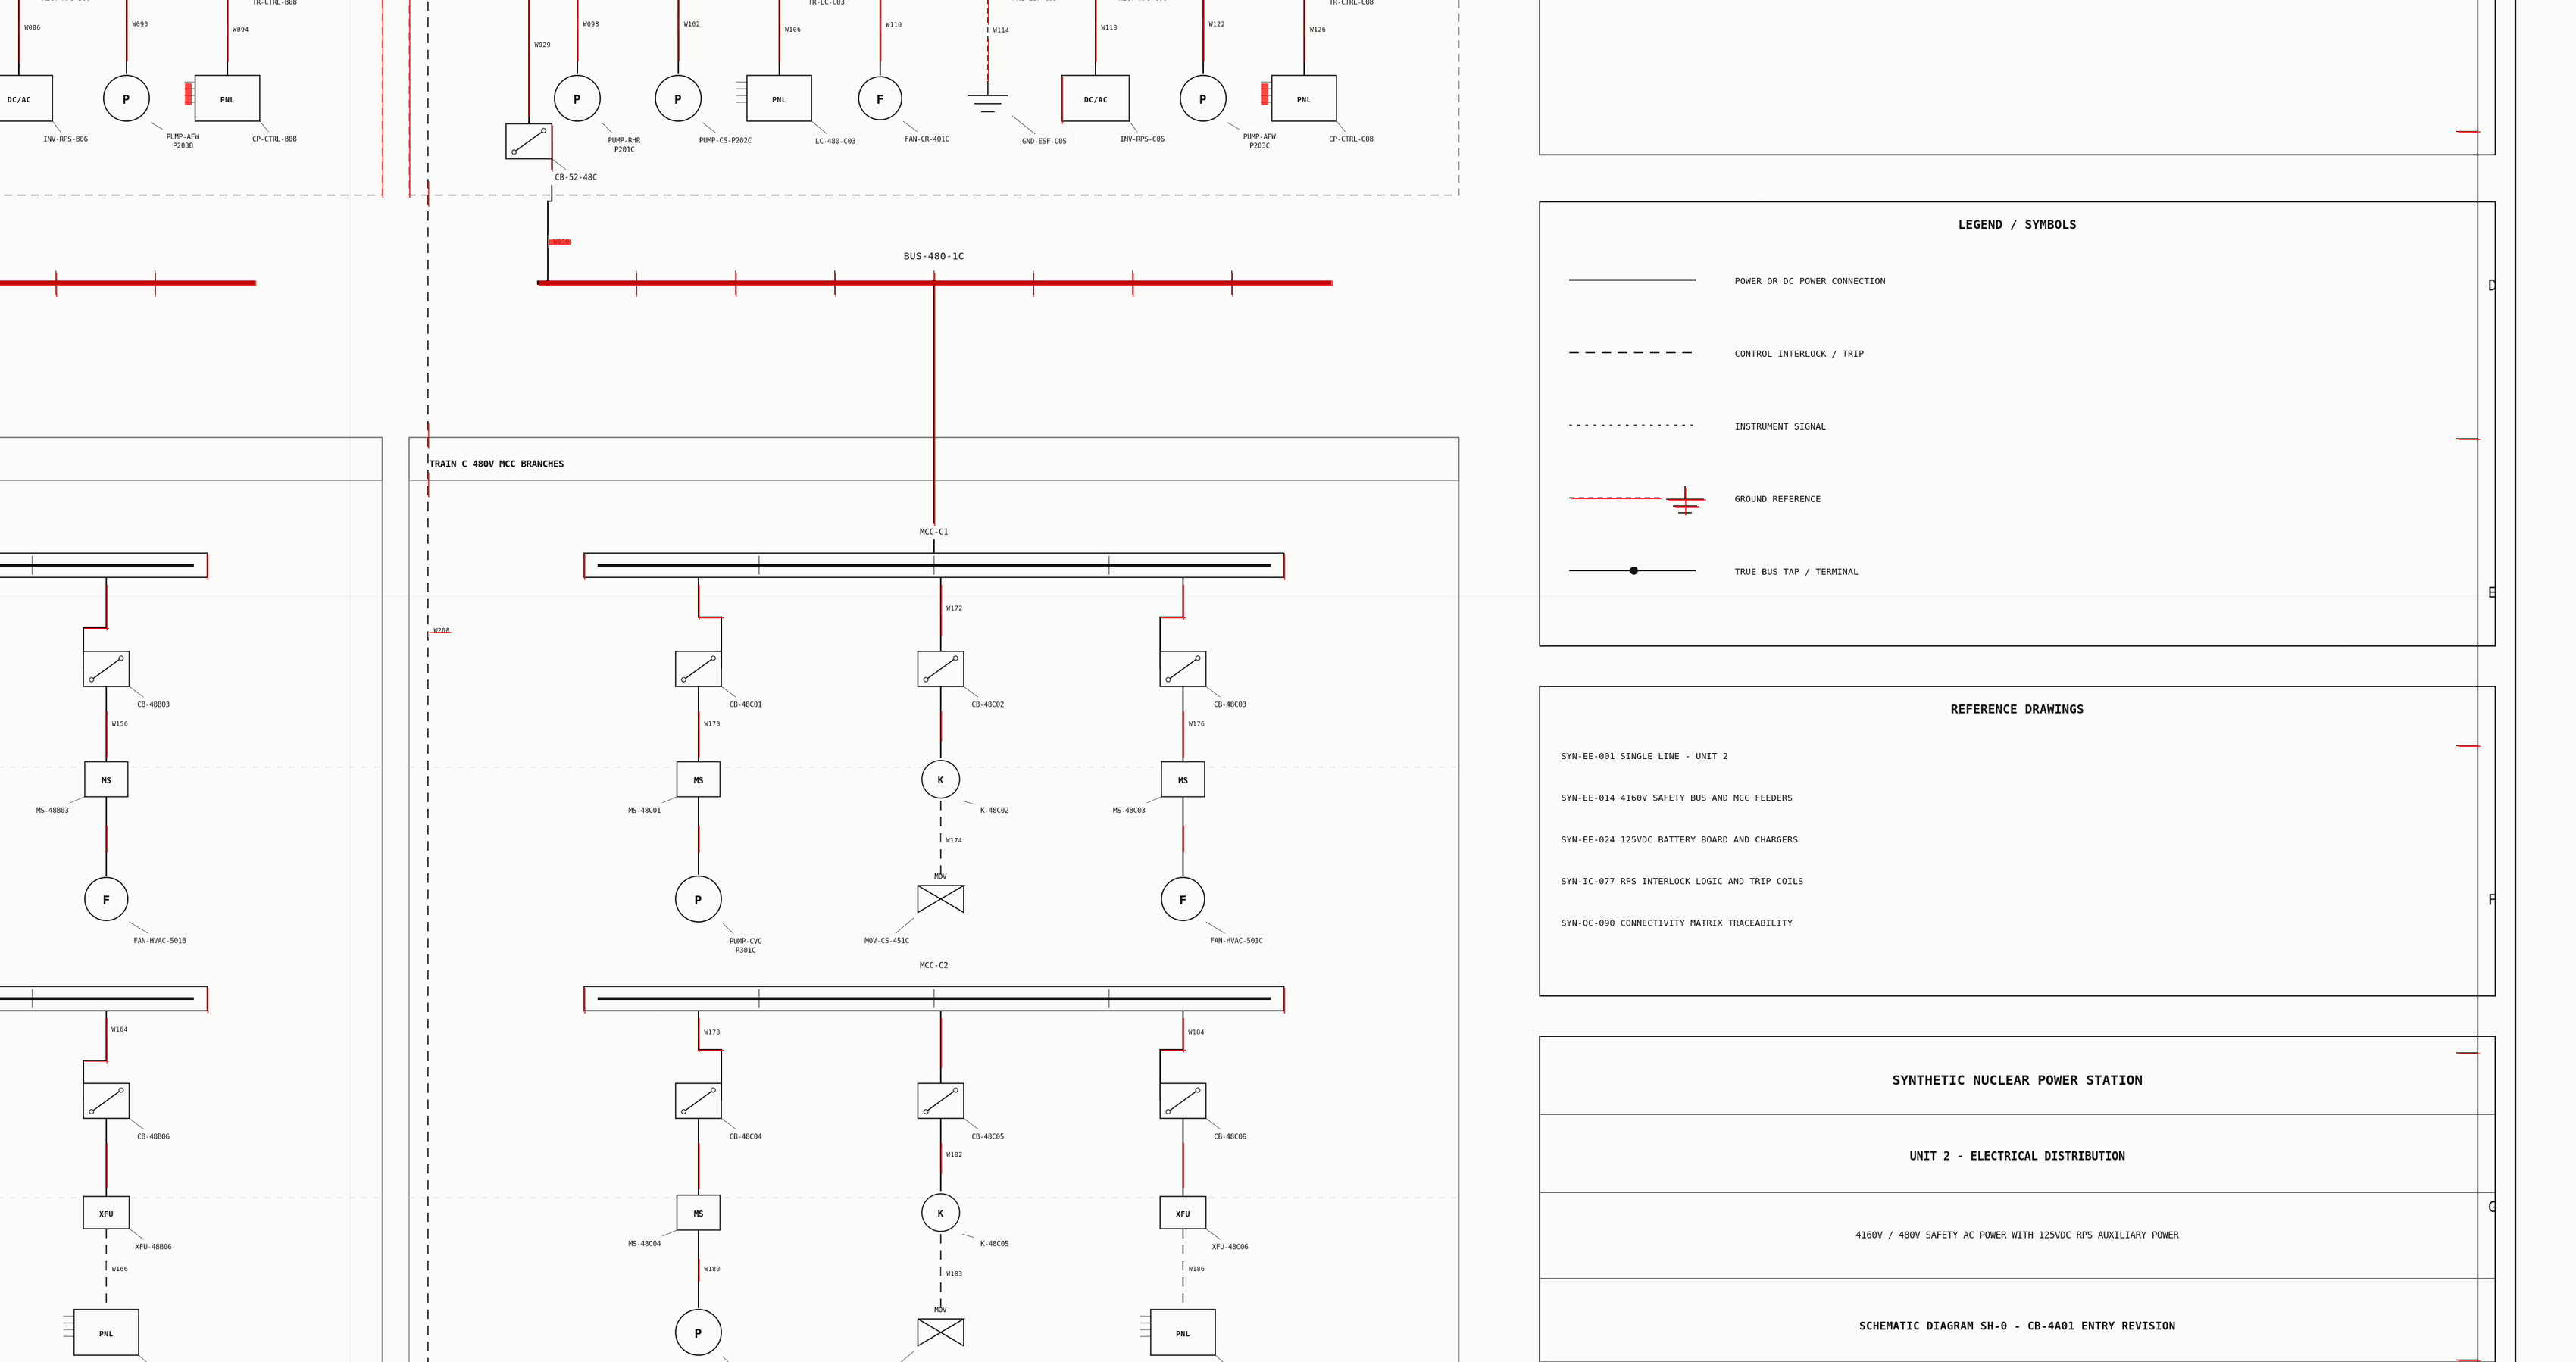 TR-CTRL-B08
TR-LC-C03
TR-CTRL-C08
W086
W090
W094
W029
W098
W102
W106
W110
W114
W118
W122
W126
DC/AC
P
PNL
P
P
PNL
F
DC/AC
P
PNL
INV-RPS-B06
PUMP-AFW
P203B
CP-CTRL-B08
PUMP-RHR
P201C
PUMP-CS-P202C
LC-480-C03
FAN-CR-401C
GND-ESF-C05
INV-RPS-C06
PUMP-AFW
P203C
CP-CTRL-C08
CB-52-48C
BUS-480-1C
TRAIN C 480V MCC BRANCHES
MCC-C1
W172
W208
CB-48B03
CB-48C01
CB-48C02
CB-48C03
W156
W170
W176
MS
MS
K
MS
MS-48B03
MS-48C01
K-48C02
MS-48C03
W174
MOV
F
P
F
FAN-HVAC-501B
PUMP-CVC
P301C
MOV-CS-451C
FAN-HVAC-501C
MCC-C2
W164
W178
W184
CB-48B06
CB-48C04
CB-48C05
CB-48C06
W182
XFU
MS
K
XFU
XFU-48B06
MS-48C04
K-48C05
XFU-48C06
W166
W180
W183
W186
MOV
PNL
P
PNL
LEGEND / SYMBOLS
POWER OR DC POWER CONNECTION
CONTROL INTERLOCK / TRIP
INSTRUMENT SIGNAL
GROUND REFERENCE
TRUE BUS TAP / TERMINAL
D
E
REFERENCE DRAWINGS
SYN-EE-001 SINGLE LINE - UNIT 2
SYN-EE-014 4160V SAFETY BUS AND MCC FEEDERS
SYN-EE-024 125VDC BATTERY BOARD AND CHARGERS
SYN-IC-077 RPS INTERLOCK LOGIC AND TRIP COILS
SYN-QC-090 CONNECTIVITY MATRIX TRACEABILITY
F
SYNTHETIC NUCLEAR POWER STATION
UNIT 2 - ELECTRICAL DISTRIBUTION
4160V / 480V SAFETY AC POWER WITH 125VDC RPS AUXILIARY POWER
G
SCHEMATIC DIAGRAM SH-0 - CB-4A01 ENTRY REVISION